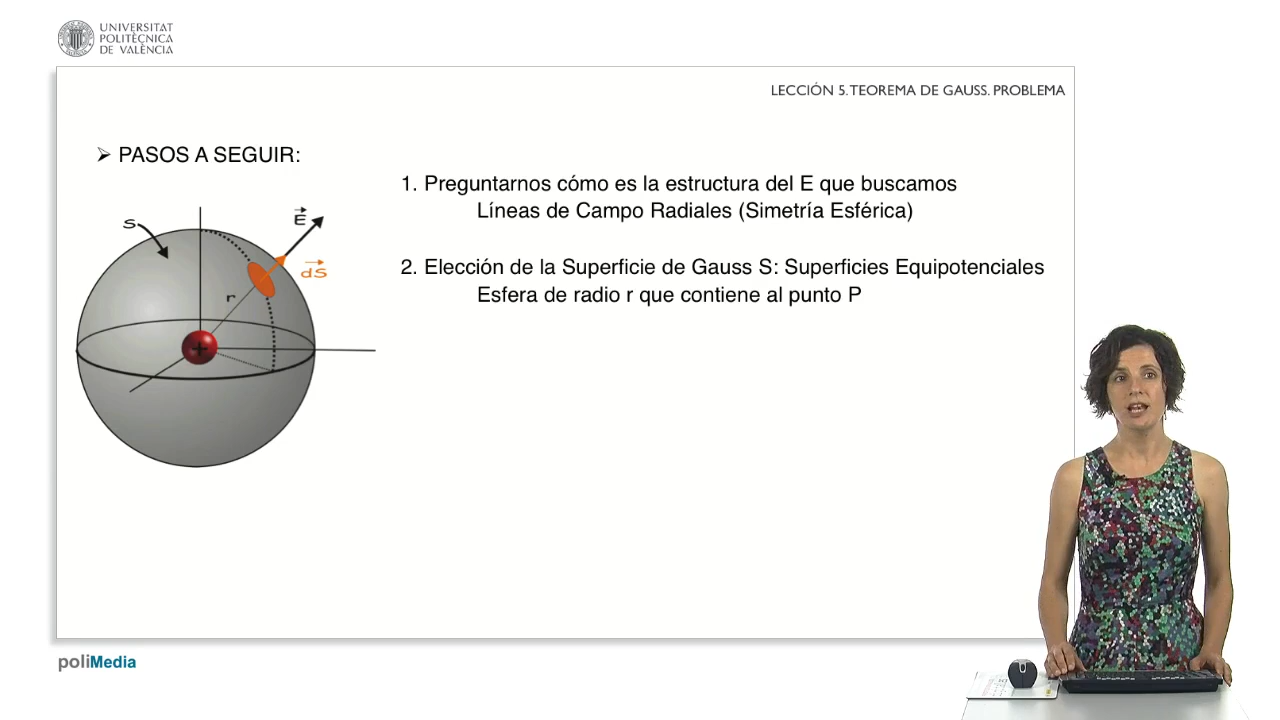 UNIVERSITAT
POLITÈCNICA
DE VALÈNCIA
LECCIÓN 5. TEOREMA DE GAUSS. PROBLEMA
➢ PASOS A SEGUIR:
1. Preguntarnos cómo es la estructura del E que buscamos
Líneas de Campo Radiales (Simetría Esférica)
2. Elección de la Superficie de Gauss S: Superficies Equipotenciales
Esfera de radio r que contiene al punto P
S
E
dS
r
+
poliMedia